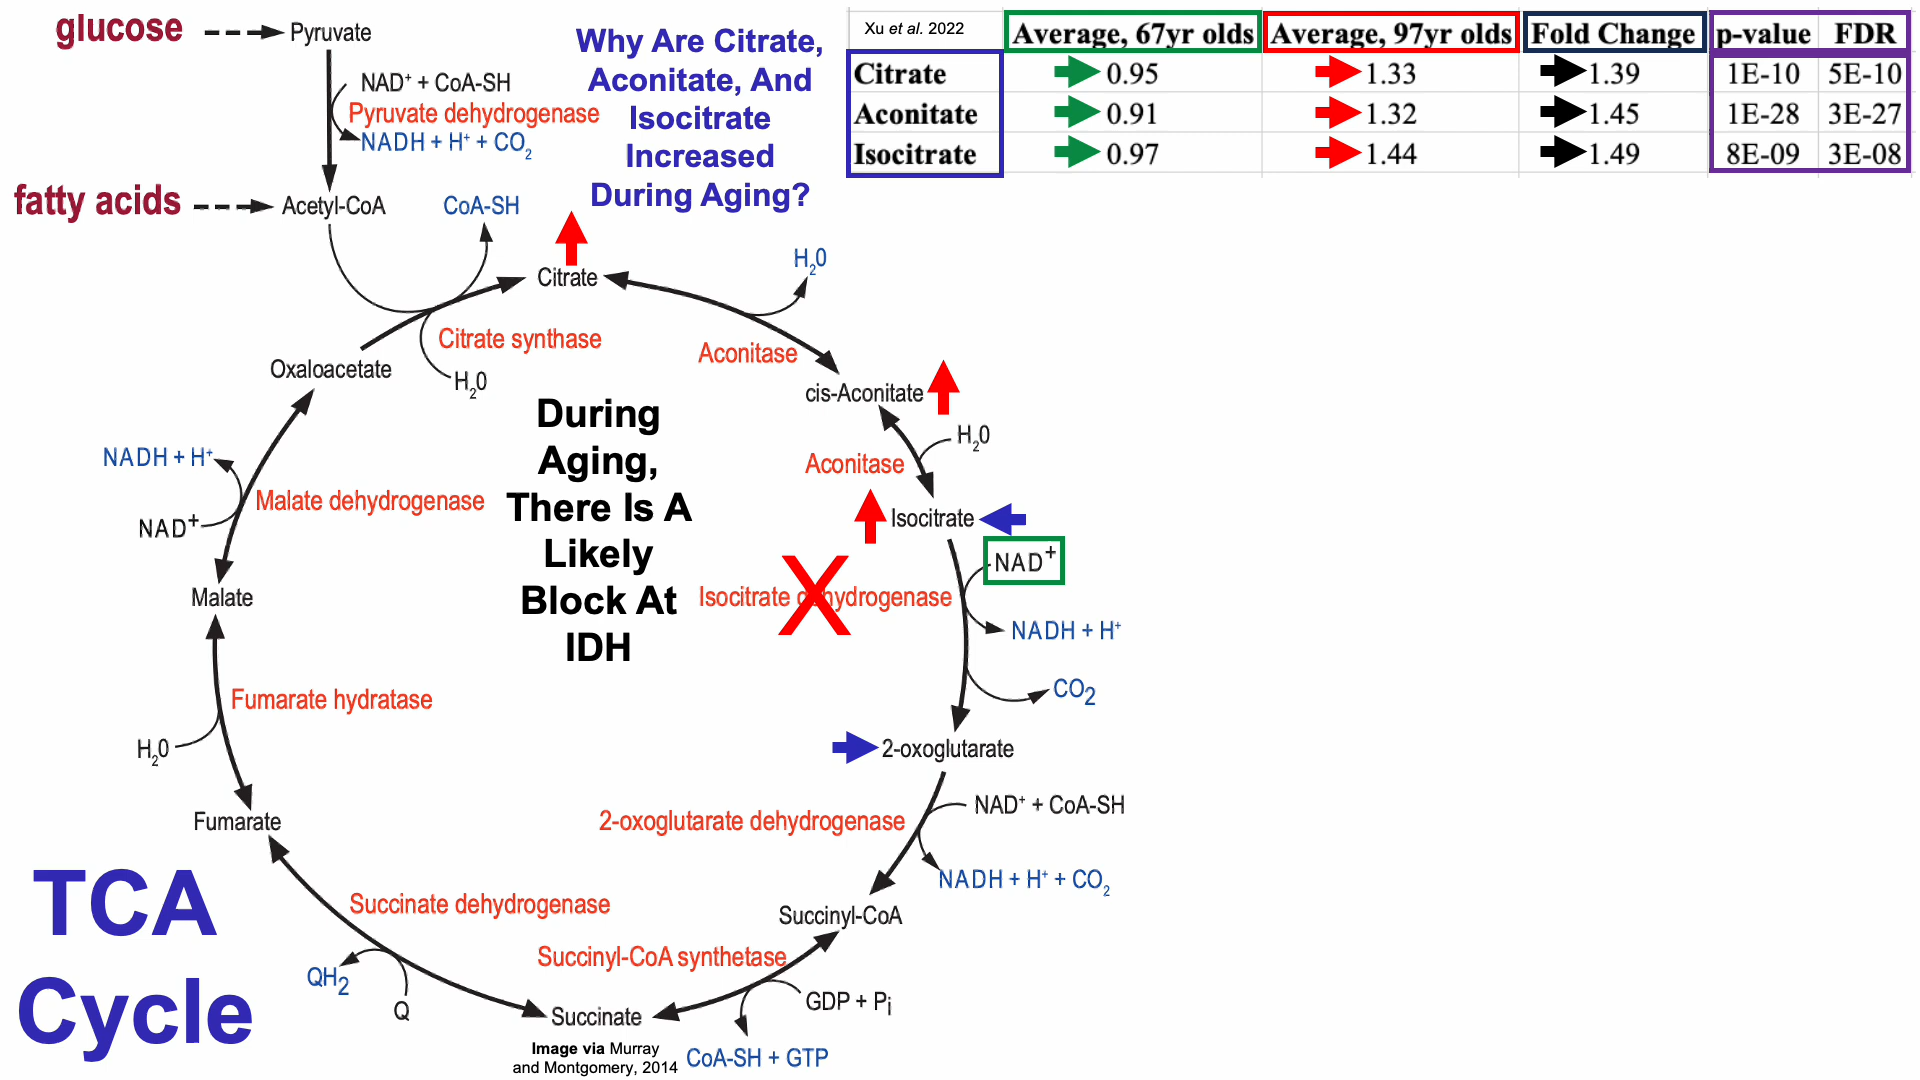 glucose
Pyruvate
NAD⁺ + CoA-SH
Pyruvate dehydrogenase
NADH + H⁺ + CO₂
fatty acids
Acetyl-CoA
CoA-SH
Why Are Citrate,
Aconitate, And
Isocitrate
Increased
During Aging?
Xu et al. 2022
Average, 67yr olds
Average, 97yr olds
Fold Change
p-value
FDR
Citrate 0.95 1.33 1.39 1E-10 5E-10
Aconitate 0.91 1.32 1.45 1E-28 3E-27
Isocitrate 0.97 1.44 1.49 8E-09 3E-08
Citrate
H₂0
Citrate synthase
H₂0
Aconitase
Oxaloacetate
cis-Aconitate
H₂0
Aconitase
Isocitrate
NAD⁺
Isocitrate dehydrogenase
NADH + H⁺
CO₂
During
Aging,
There Is A
Likely
Block At
IDH
NADH + H⁺
Malate dehydrogenase
NAD⁺
Malate
Fumarate hydratase
H₂0
Fumarate
2-oxoglutarate
NAD⁺ + CoA-SH
2-oxoglutarate dehydrogenase
NADH + H⁺ + CO₂
Succinyl-CoA
Succinate dehydrogenase
Succinyl-CoA synthetase
QH₂
Q
GDP + Pi
Succinate
CoA-SH + GTP
TCA
Cycle
Image via Murray
and Montgomery, 2014